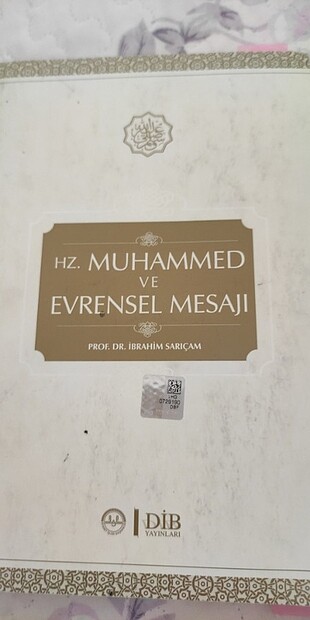 HZ. MUHAMMED
VE
EVRENSEL MESAJI
PROF. DR. İBRAHİM SARIÇAM
DİB
YAYINLARI